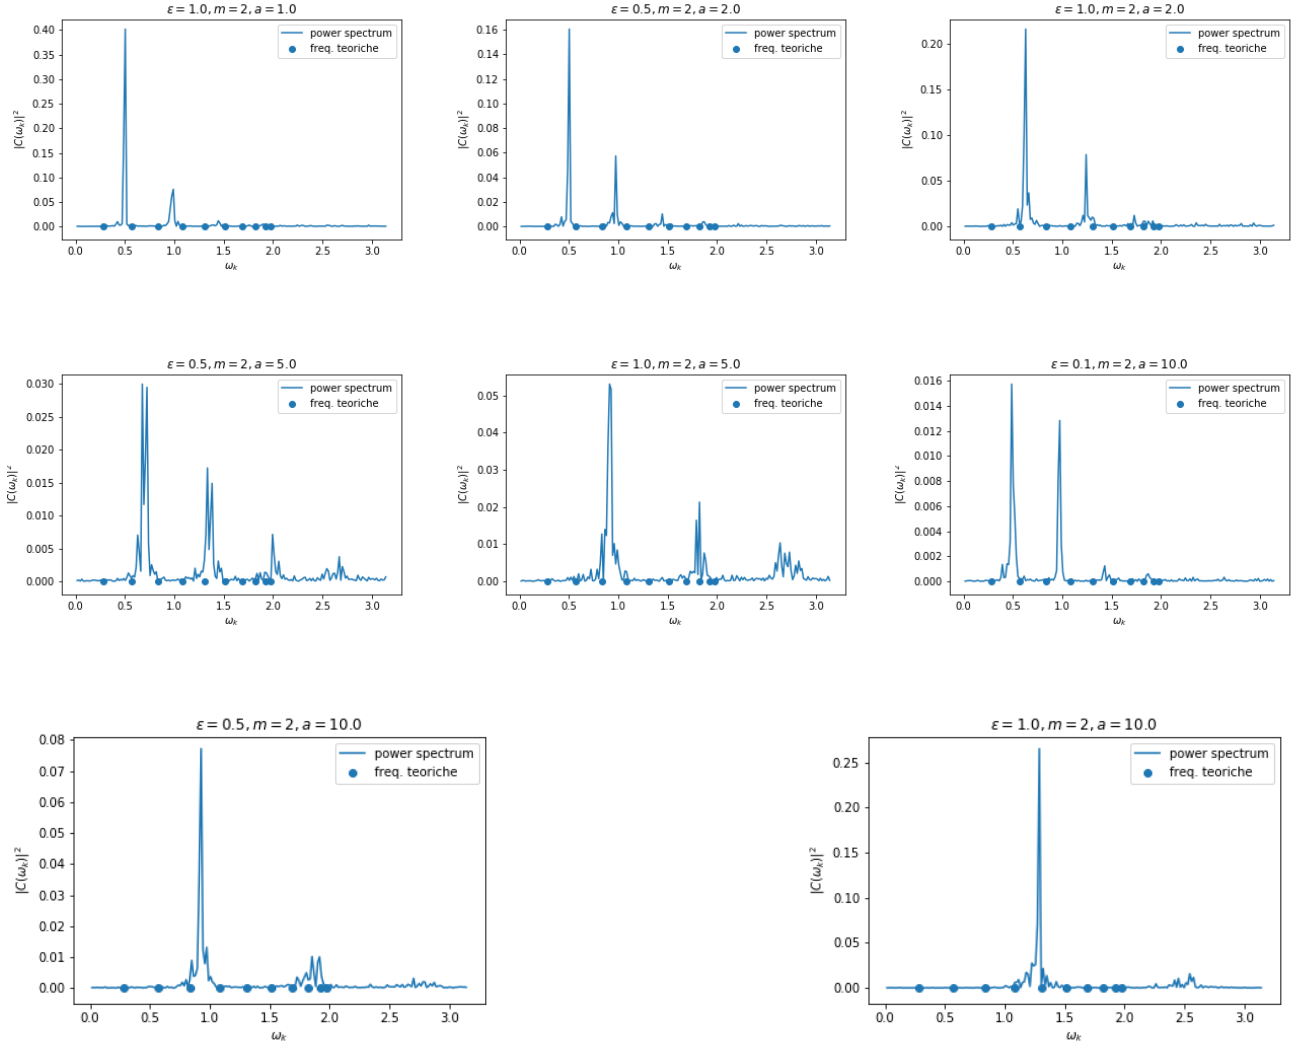 ε = 1.0, m = 2, a = 1.0
power spectrum
freq. teoriche
0.40
0.35
0.30
0.25
0.20
0.15
0.10
0.05
0.00
|C(ω_k)|²
0.0 0.5 1.0 1.5 2.0 2.5 3.0
ω_k
ε = 0.5, m = 2, a = 2.0
power spectrum
freq. teoriche
0.16
0.14
0.12
0.10
0.08
0.06
0.04
0.02
0.00
|C(ω_k)|²
0.0 0.5 1.0 1.5 2.0 2.5 3.0
ω_k
ε = 1.0, m = 2, a = 2.0
power spectrum
freq. teoriche
0.20
0.15
0.10
0.05
0.00
|C(ω_k)|²
0.0 0.5 1.0 1.5 2.0 2.5 3.0
ω_k
ε = 0.5, m = 2, a = 5.0
power spectrum
freq. teoriche
0.030
0.025
0.020
0.015
0.010
0.005
0.000
|C(ω_k)|²
0.0 0.5 1.0 1.5 2.0 2.5 3.0
ω_k
ε = 1.0, m = 2, a = 5.0
power spectrum
freq. teoriche
0.05
0.04
0.03
0.02
0.01
0.00
|C(ω_k)|²
0.0 0.5 1.0 1.5 2.0 2.5 3.0
ω_k
ε = 0.1, m = 2, a = 10.0
power spectrum
freq. teoriche
0.016
0.014
0.012
0.010
0.008
0.006
0.004
0.002
0.000
|C(ω_k)|²
0.0 0.5 1.0 1.5 2.0 2.5 3.0
ω_k
ε = 0.5, m = 2, a = 10.0
power spectrum
freq. teoriche
0.08
0.07
0.06
0.05
0.04
0.03
0.02
0.01
0.00
|C(ω_k)|²
0.0 0.5 1.0 1.5 2.0 2.5 3.0
ω_k
ε = 1.0, m = 2, a = 10.0
power spectrum
freq. teoriche
0.25
0.20
0.15
0.10
0.05
0.00
|C(ω_k)|²
0.0 0.5 1.0 1.5 2.0 2.5 3.0
ω_k